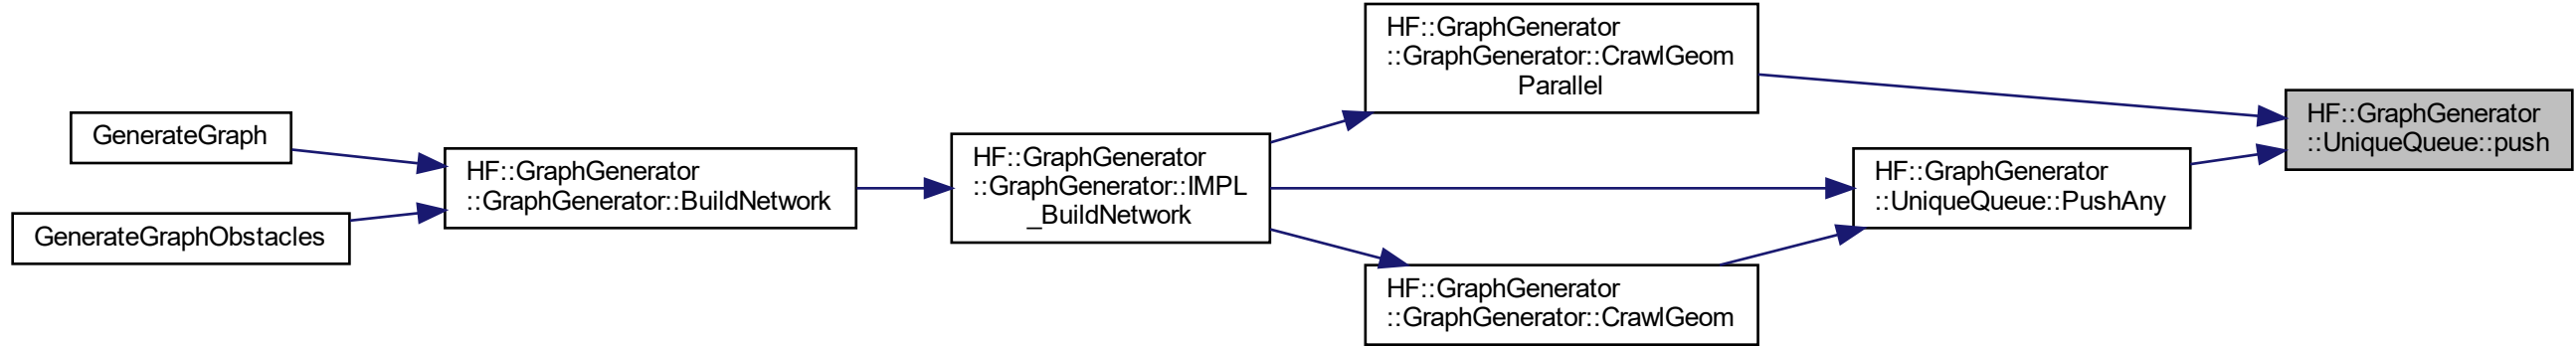 GenerateGraph
GenerateGraphObstacles
HF::GraphGenerator
::GraphGenerator::BuildNetwork
HF::GraphGenerator
::GraphGenerator::IMPL
_BuildNetwork
HF::GraphGenerator
::GraphGenerator::CrawlGeom
Parallel
HF::GraphGenerator
::GraphGenerator::CrawlGeom
HF::GraphGenerator
::UniqueQueue::PushAny
HF::GraphGenerator
::UniqueQueue::push